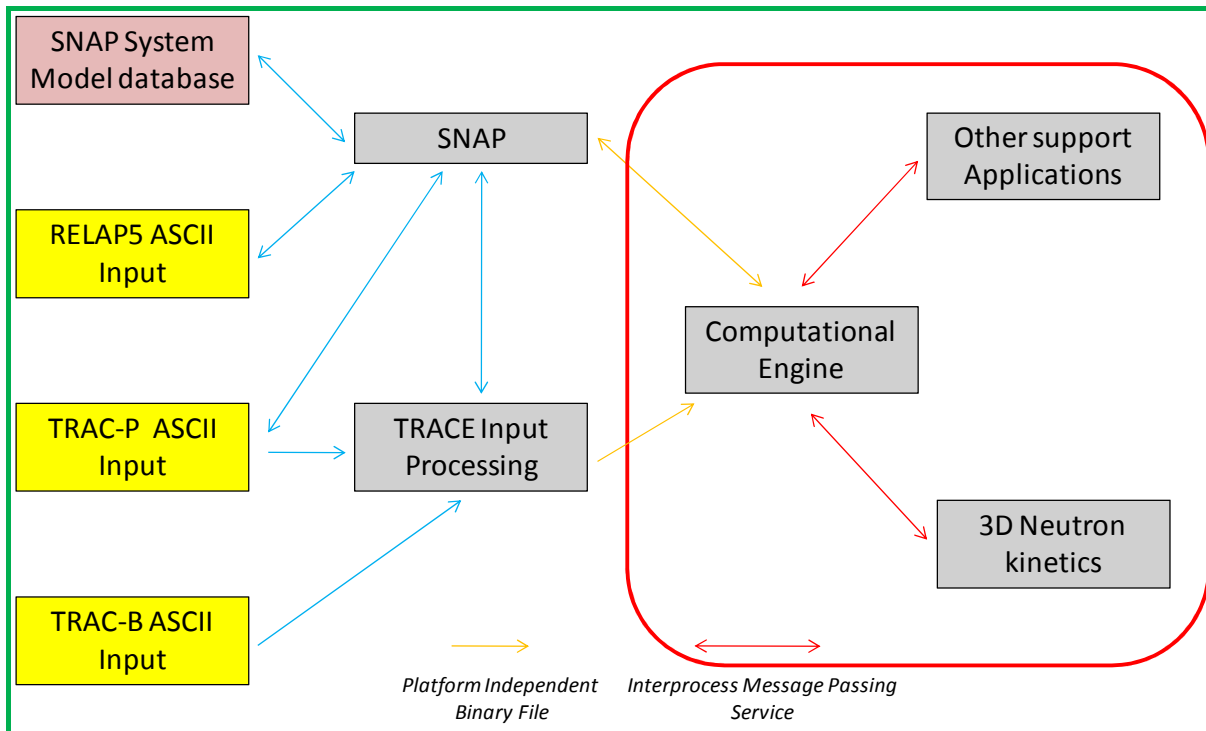 SNAP System
Model database
SNAP
Other support
Applications
RELAP5 ASCII
Input
Computational
Engine
TRAC-P ASCII
Input
TRACE Input
Processing
3D Neutron
kinetics
TRAC-B ASCII
Input
Platform Independent
Binary File
Interprocess Message Passing
Service